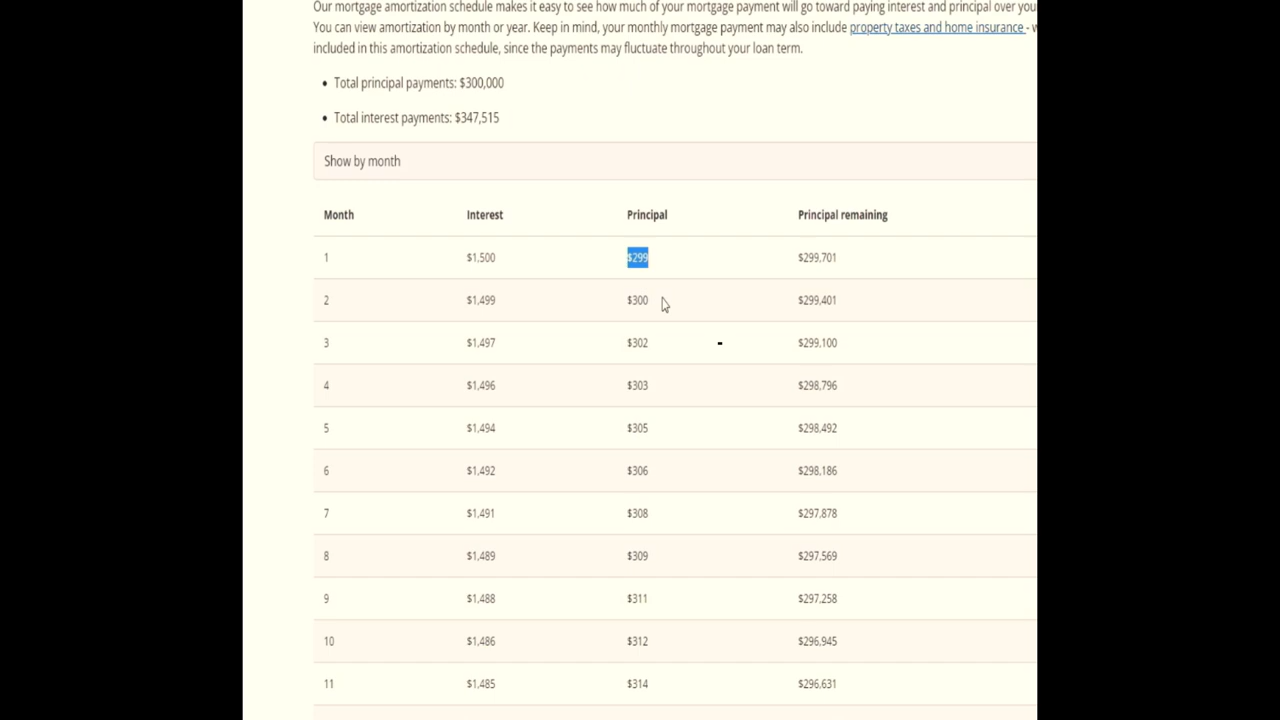 Our mortgage amortization schedule makes it easy to see how much of your mortgage payment will go toward paying interest and principal over you
You can view amortization by month or year. Keep in mind, your monthly mortgage payment may also include property taxes and home insurance -
included in this amortization schedule, since the payments may fluctuate throughout your loan term.
• Total principal payments: $300,000
• Total interest payments: $347,515
Show by month
Month Interest Principal Principal remaining
1 $1,500 $299 $299,701
2 $1,499 $300 $299,401
3 $1,497 $302 - $299,100
4 $1,496 $303 $298,796
5 $1,494 $305 $298,492
6 $1,492 $306 $298,186
7 $1,491 $308 $297,878
8 $1,489 $309 $297,569
9 $1,488 $311 $297,258
10 $1,486 $312 $296,945
11 $1,485 $314 $296,631